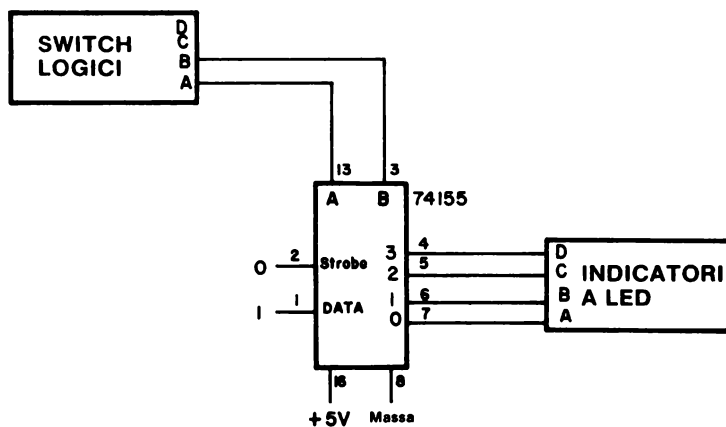 SWITCH
LOGICI
D
C
B
A
13
3
A
B
74155
0
2
Strobe
1
1
DATA
3
4
2
5
1
6
0
7
D
C
B
A
INDICATORI
A LED
16
8
+5V
Massa